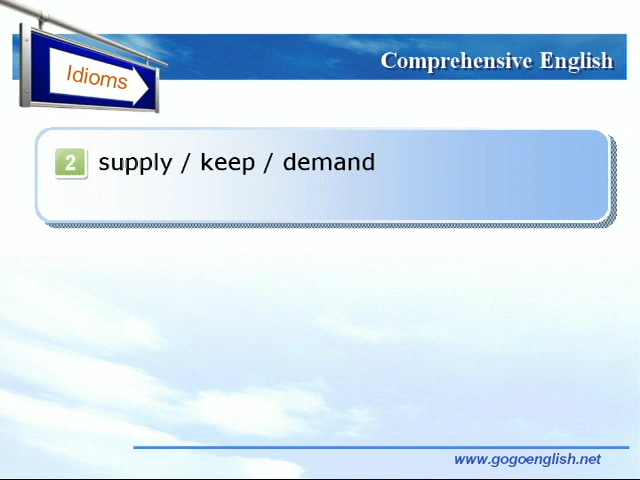 Idioms
Comprehensive English
2 supply / keep / demand
www.gogoenglish.net